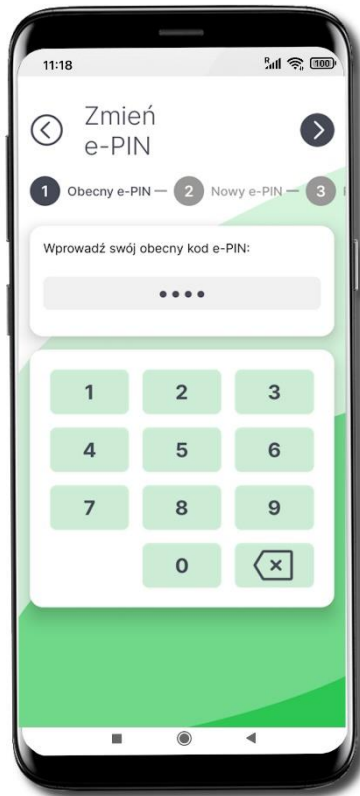 11:18 R 100
Zmień
e-PIN
1 Obecny e-PIN — 2 Nowy e-PIN — 3
Wprowadź swój obecny kod e-PIN:
••••
1 2 3
4 5 6
7 8 9
0